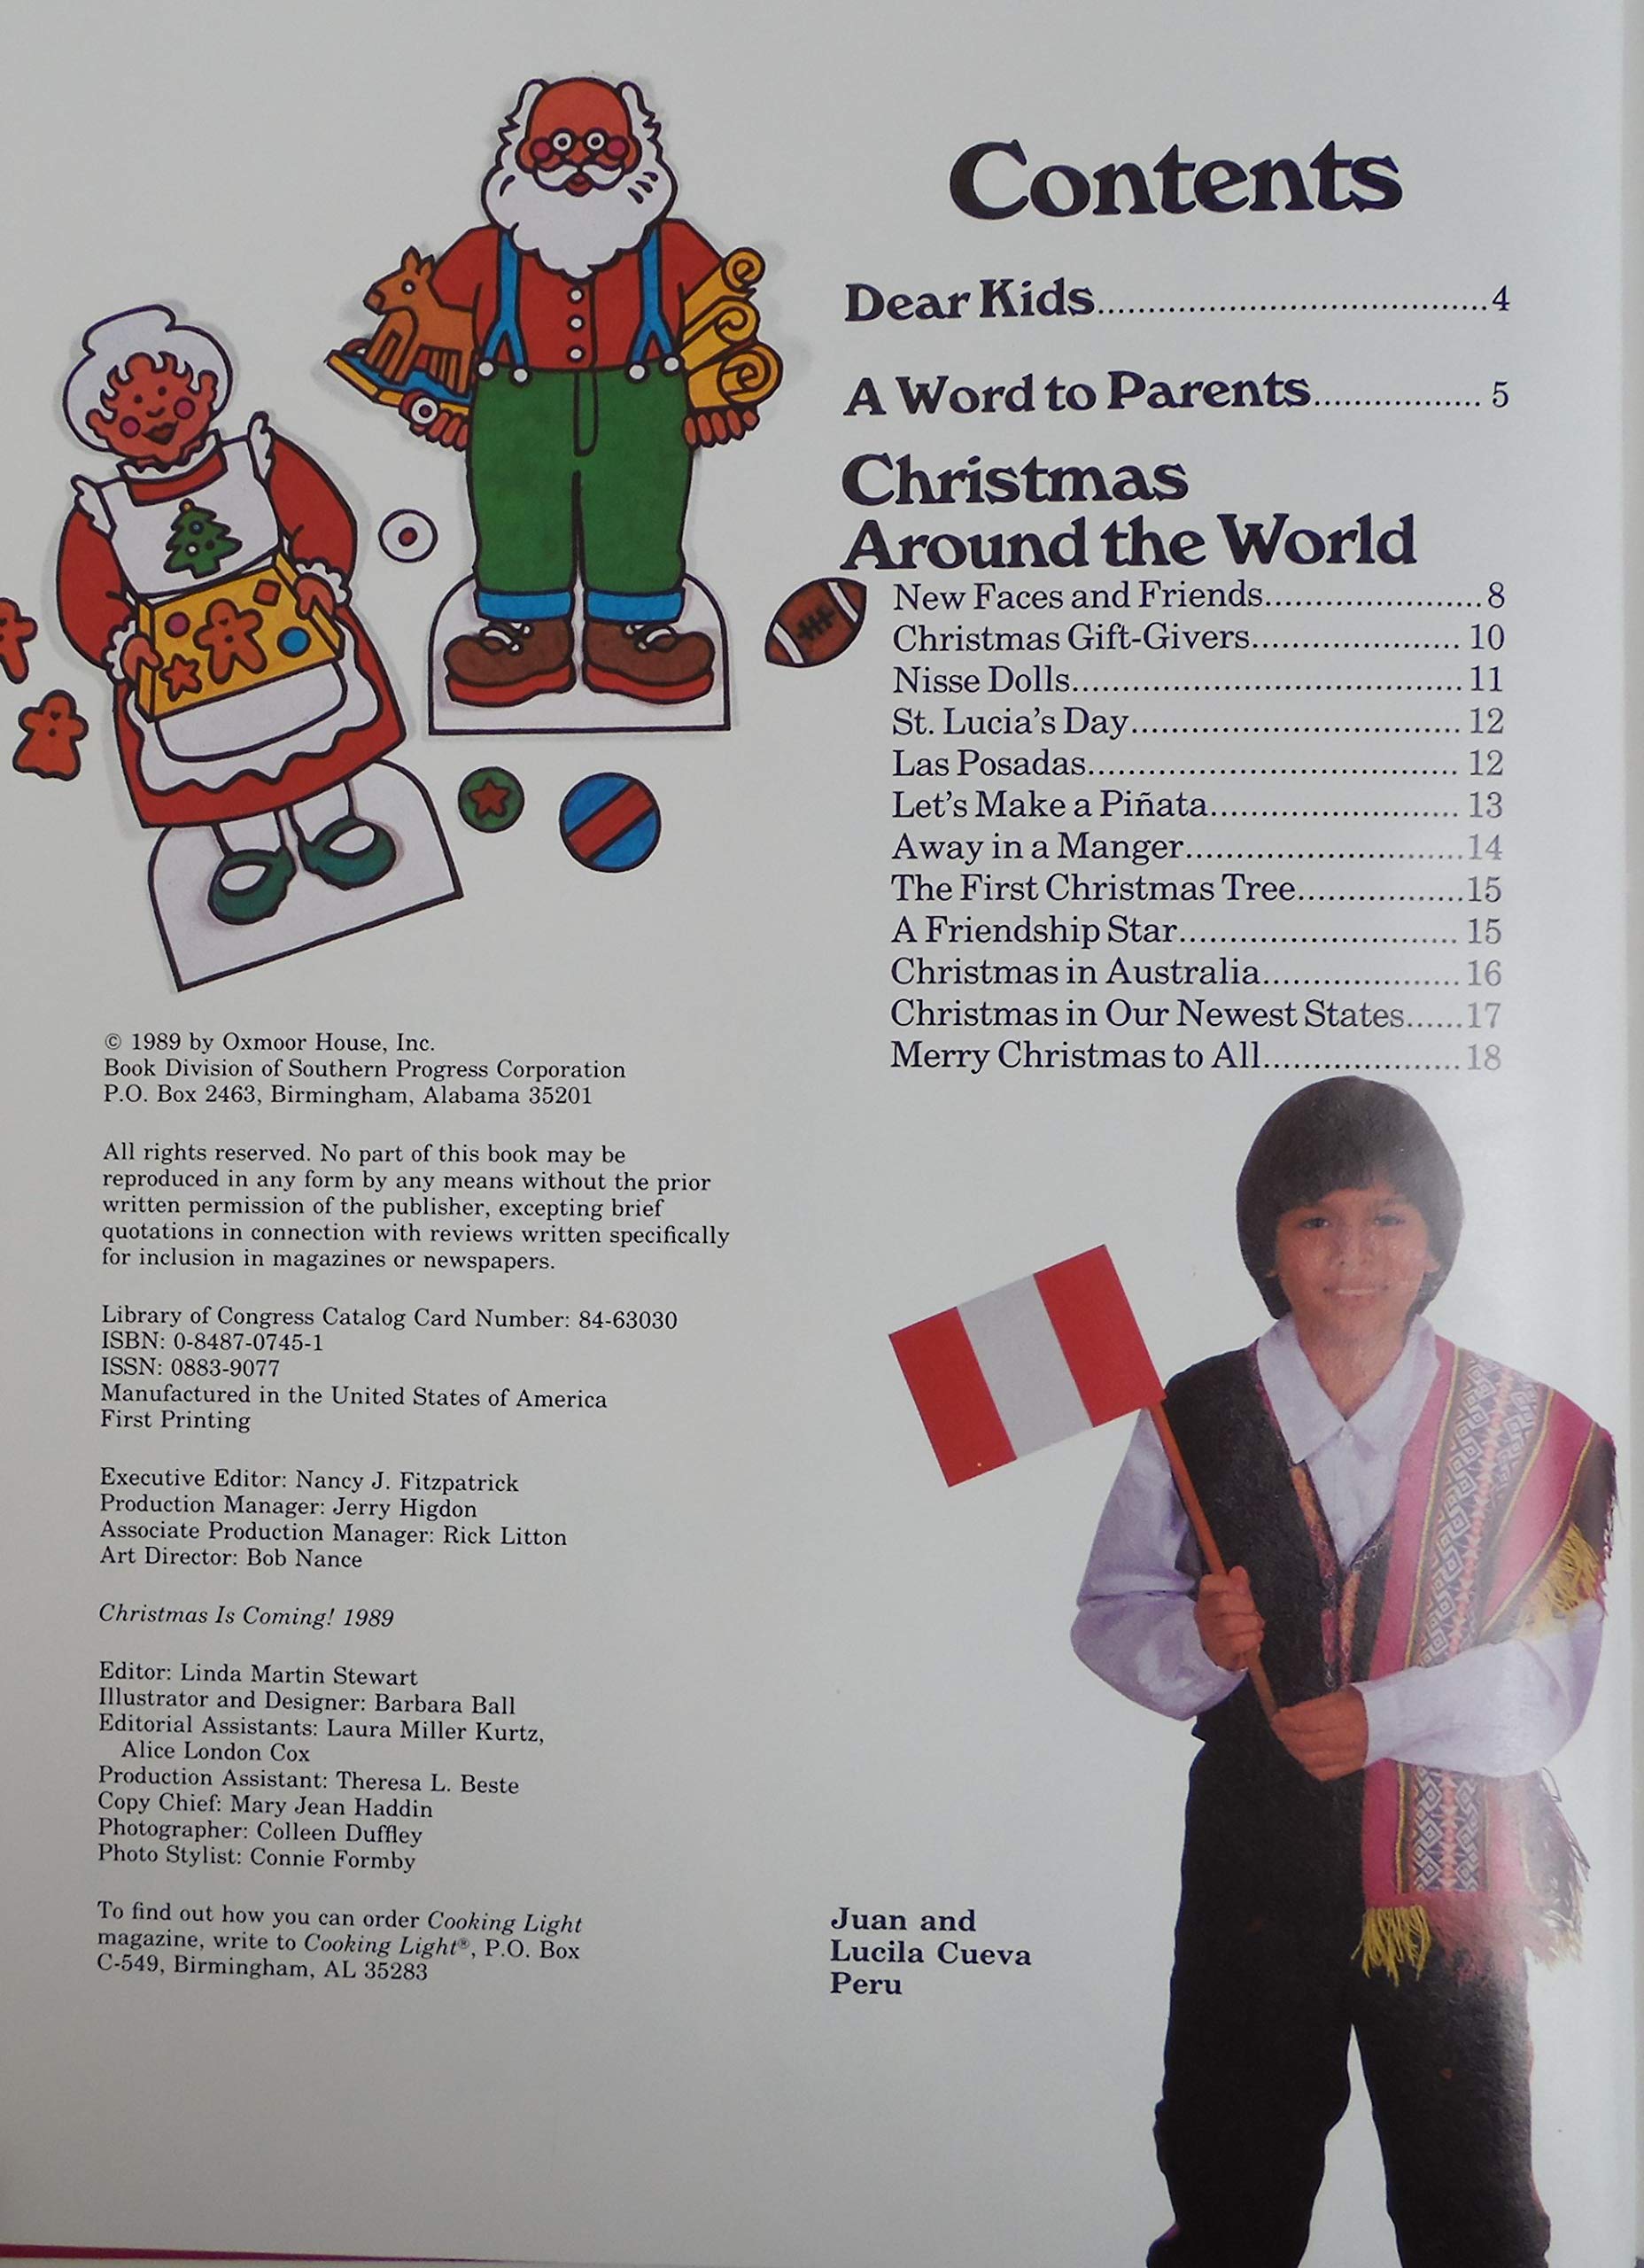 Contents
Dear Kids.......................................4
A Word to Parents................. 5
Christmas
Around the World
New Faces and Friends......................8
Christmas Gift-Givers..................... 10
Nisse Dolls....................................... 11
St. Lucia's Day................................. 12
Las Posadas..................................... 12
Let's Make a Piñata......................... 13
Away in a Manger............................14
The First Christmas Tree.................15
A Friendship Star............................ 15
Christmas in Australia.................... 16
Christmas in Our Newest States......17
Merry Christmas to All....................18
© 1989 by Oxmoor House, Inc.
Book Division of Southern Progress Corporation
P.O. Box 2463, Birmingham, Alabama 35201
All rights reserved. No part of this book may be
reproduced in any form by any means without the prior
written permission of the publisher, excepting brief
quotations in connection with reviews written specifically
for inclusion in magazines or newspapers.
Library of Congress Catalog Card Number: 84-63030
ISBN: 0-8487-0745-1
ISSN: 0883-9077
Manufactured in the United States of America
First Printing
Executive Editor: Nancy J. Fitzpatrick
Production Manager: Jerry Higdon
Associate Production Manager: Rick Litton
Art Director: Bob Nance
Christmas Is Coming! 1989
Editor: Linda Martin Stewart
Illustrator and Designer: Barbara Ball
Editorial Assistants: Laura Miller Kurtz,
Alice London Cox
Production Assistant: Theresa L. Beste
Copy Chief: Mary Jean Haddin
Photographer: Colleen Duffley
Photo Stylist: Connie Formby
To find out how you can order Cooking Light
magazine, write to Cooking Light®, P.O. Box
C-549, Birmingham, AL 35283
Juan and
Lucila Cueva
Peru